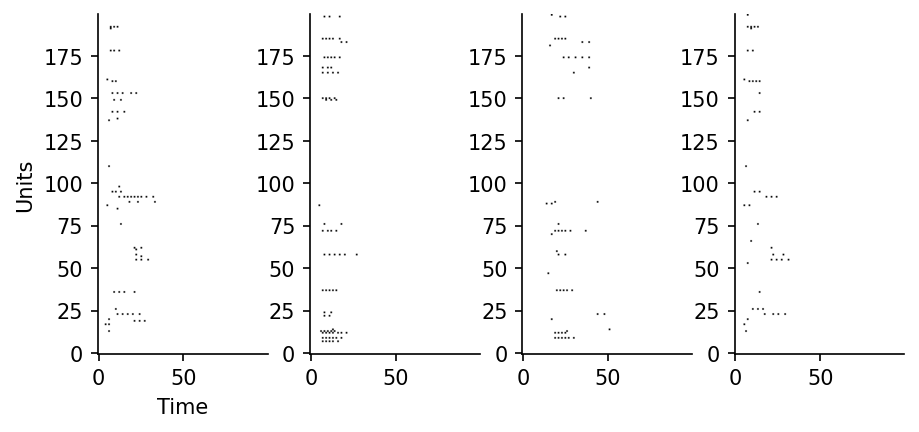 175 175 175 175
150 150 150 150
125 125 125 125
100 100 100 100
Units
75 75 75 75
50 50 50 50
25 25 25 25
0 0 0 0
0 50 0 50 0 50 0 50
Time